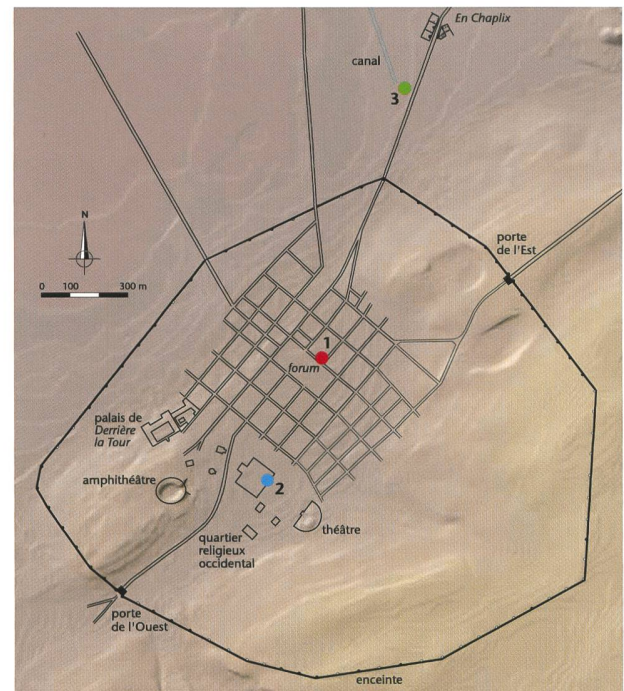 En Chaplix
canal
3
N
0 100 300 m
porte
de l'Est
1
forum
palais de
Derrière
la Tour
amphithéâtre
2
théâtre
quartier
religieux
occidental
porte
de l'Ouest
enceinte